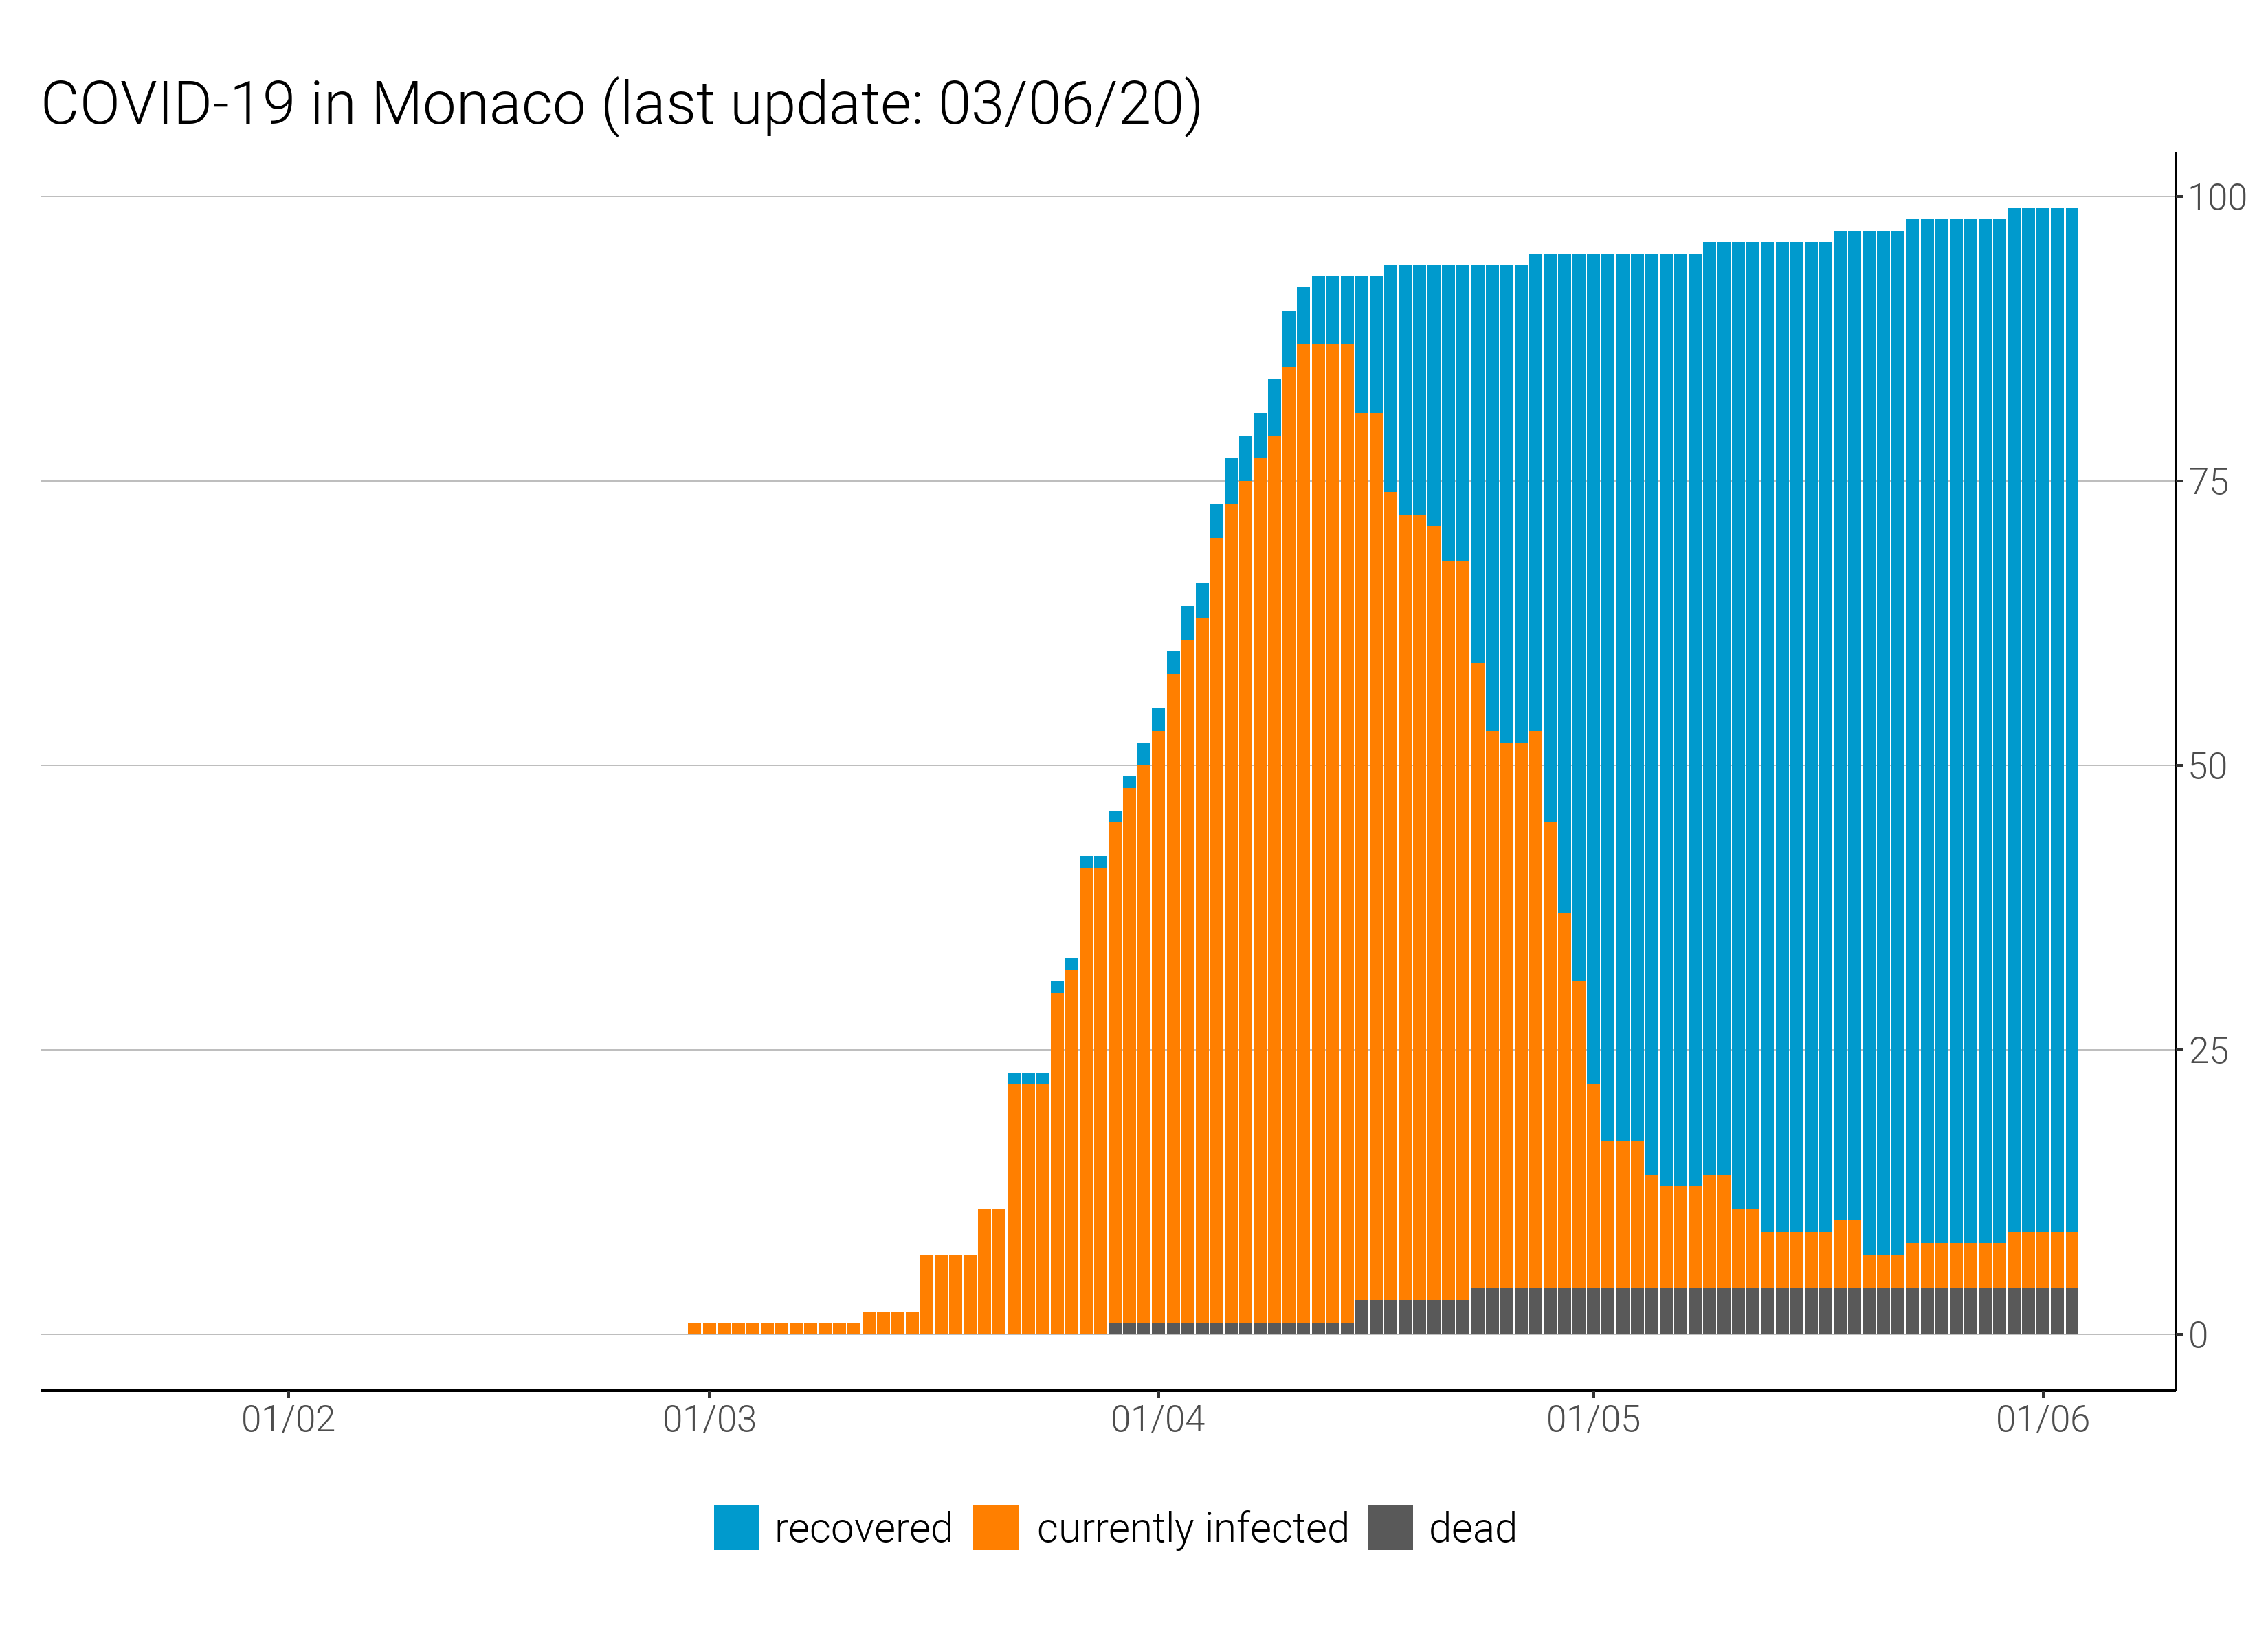 COVID-19 in Monaco (last update: 03/06/20)
100
75
50
25
0
01/02 01/03 01/04 01/05 01/06
recovered currently infected dead